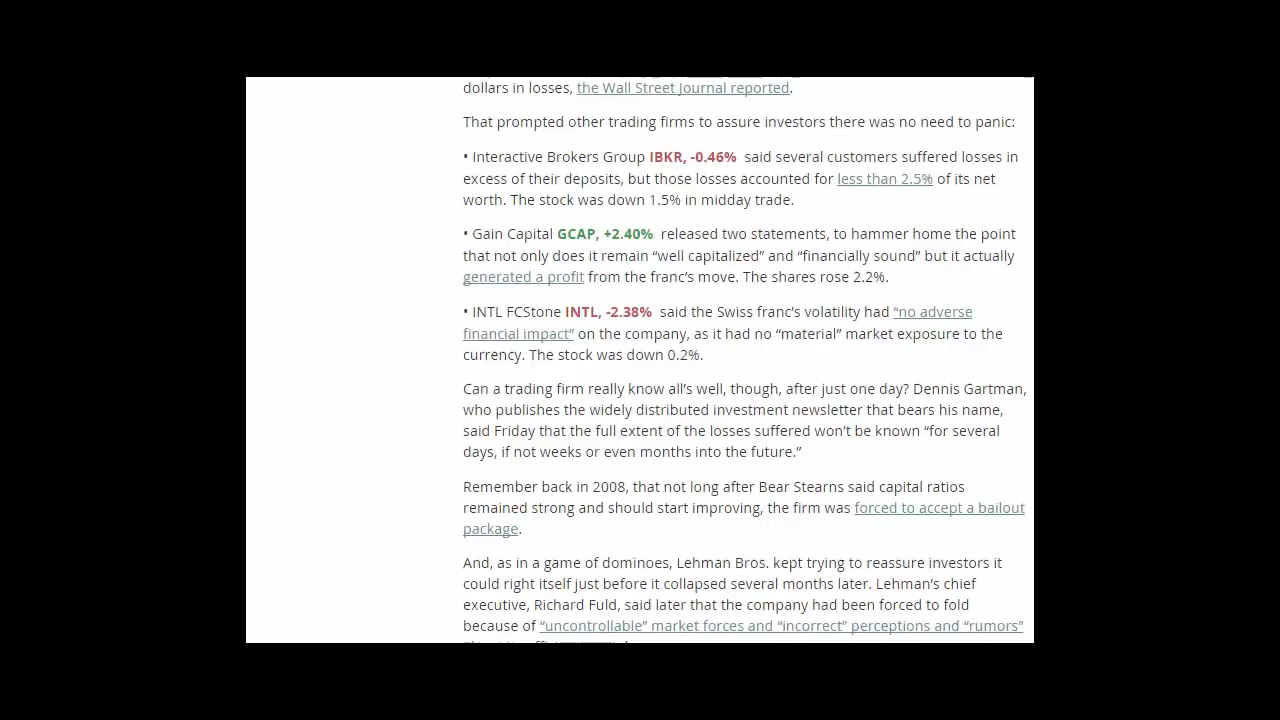 dollars in losses, the Wall Street Journal reported.
That prompted other trading firms to assure investors there was no need to panic:
• Interactive Brokers Group IBKR, -0.46% said several customers suffered losses in
excess of their deposits, but those losses accounted for less than 2.5% of its net
worth. The stock was down 1.5% in midday trade.
• Gain Capital GCAP, +2.40% released two statements, to hammer home the point
that not only does it remain “well capitalized” and “financially sound” but it actually
generated a profit from the franc’s move. The shares rose 2.2%.
• INTL FCStone INTL, -2.38% said the Swiss franc’s volatility had “no adverse
financial impact” on the company, as it had no “material” market exposure to the
currency. The stock was down 0.2%.
Can a trading firm really know all’s well, though, after just one day? Dennis Gartman,
who publishes the widely distributed investment newsletter that bears his name,
said Friday that the full extent of the losses suffered won’t be known “for several
days, if not weeks or even months into the future.”
Remember back in 2008, that not long after Bear Stearns said capital ratios
remained strong and should start improving, the firm was forced to accept a bailout
package.
And, as in a game of dominoes, Lehman Bros. kept trying to reassure investors it
could right itself just before it collapsed several months later. Lehman’s chief
executive, Richard Fuld, said later that the company had been forced to fold
because of “uncontrollable” market forces and “incorrect” perceptions and “rumors”